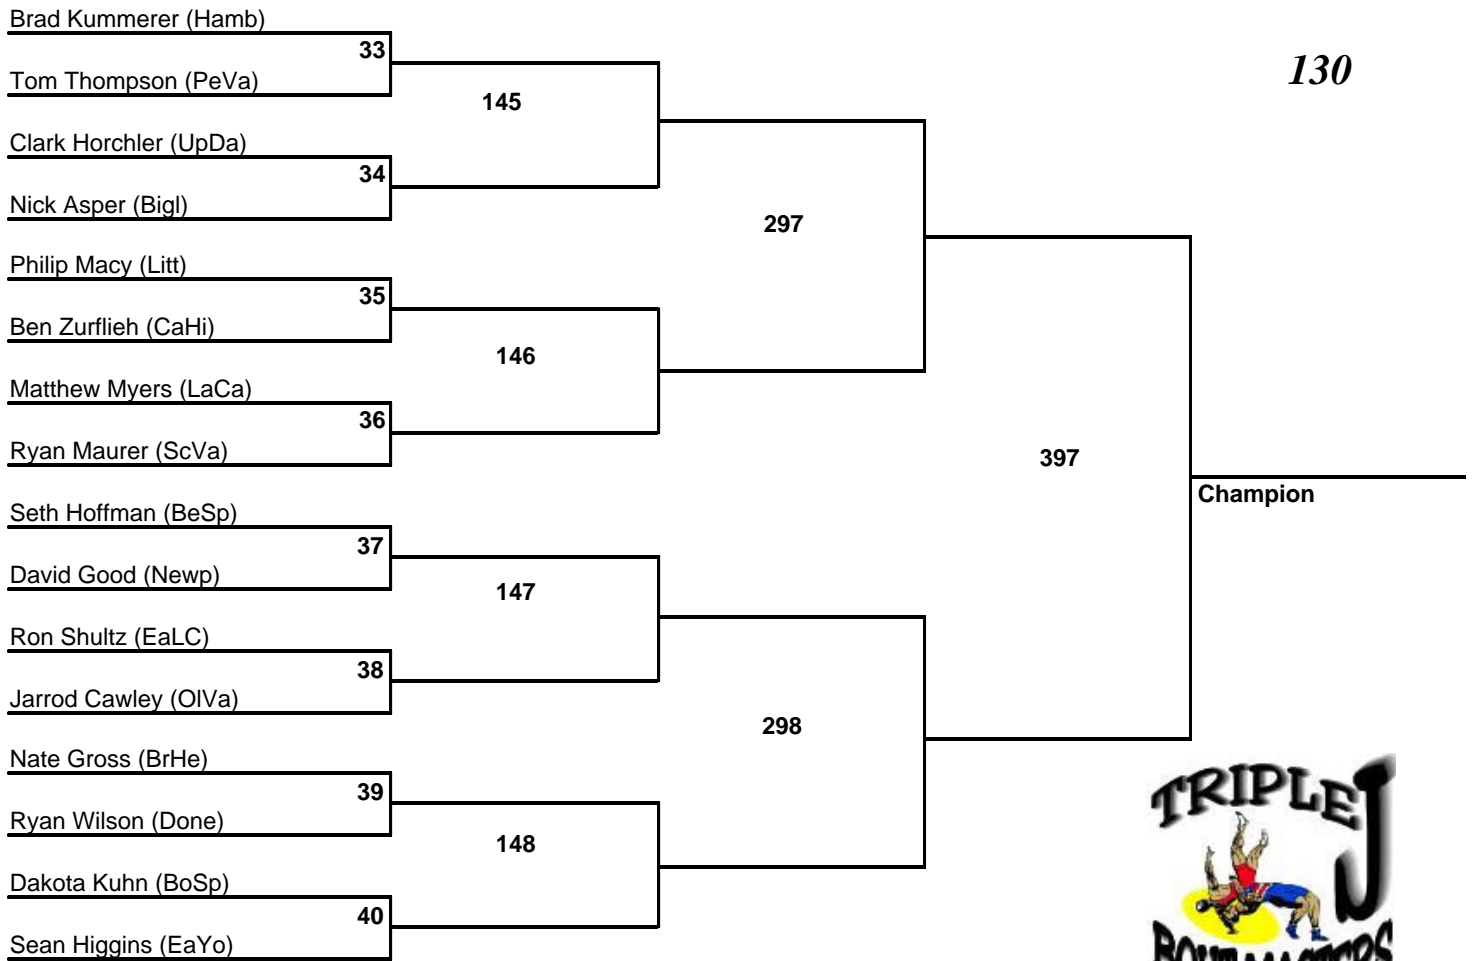 Brad Kummerer (Hamb)
33
130
Tom Thompson (PeVa)
145
Clark Horchler (UpDa)
34
Nick Asper (Bigl)
297
Philip Macy (Litt)
35
Ben Zurflieh (CaHi)
146
Matthew Myers (LaCa)
36
Ryan Maurer (ScVa)
397
Champion
Seth Hoffman (BeSp)
37
David Good (Newp)
147
Ron Shultz (EaLC)
38
Jarrod Cawley (OlVa)
298
Nate Gross (BrHe)
39
Ryan Wilson (Done)
148
Dakota Kuhn (BoSp)
40
Sean Higgins (EaYo)
TRIPLE J
BOUT MASTERS